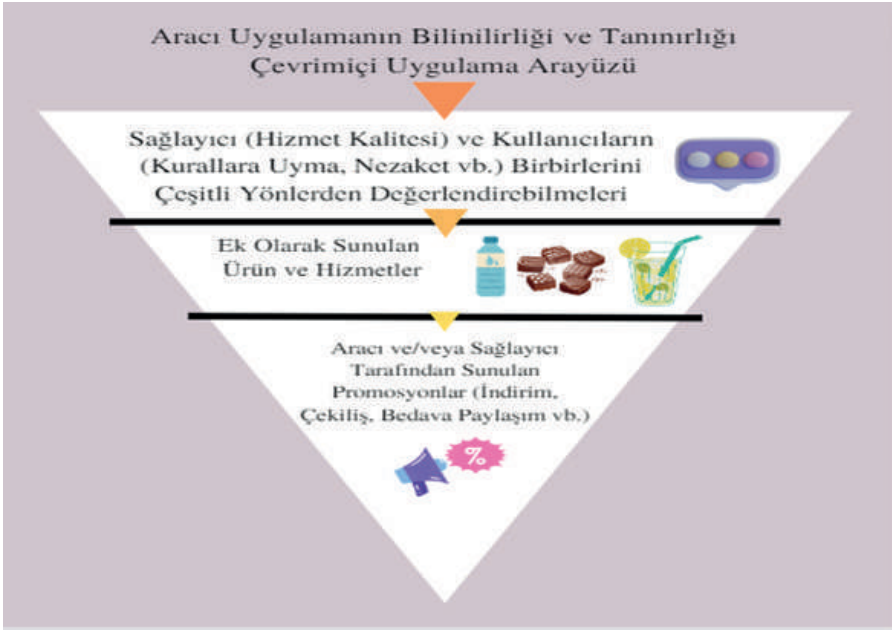 Aracı Uygulamanın Bilinilirliği ve Tanınırlığı
Çevrimiçi Uygulama Arayüzü
Sağlayıcı (Hizmet Kalitesi) ve Kullanıcıların
(Kurallara Uyma, Nezaket vb.) Birbirlerini
Çeşitli Yönlerden Değerlendirebilmeleri
Ek Olarak Sunulan
Ürün ve Hizmetler
Aracı ve/veya Sağlayıcı
Tarafından Sunulan
Promosyonlar (İndirim,
Çekiliş, Bedava Paylaşım vb.)
%